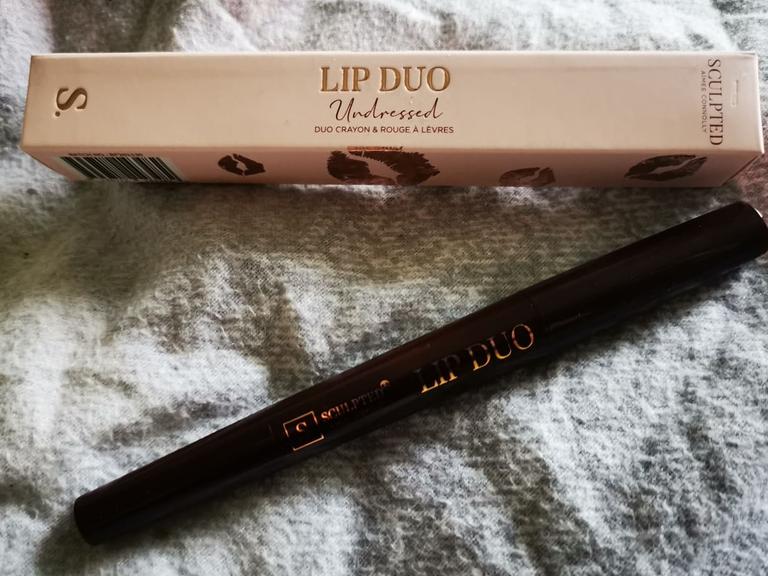 S.
LIP DUO
Undressed
DUO CRAYON & ROUGE À LÈVRES
SCULPTED
AIMEE CONNOLLY
S
SCULPTED
LIP DUO